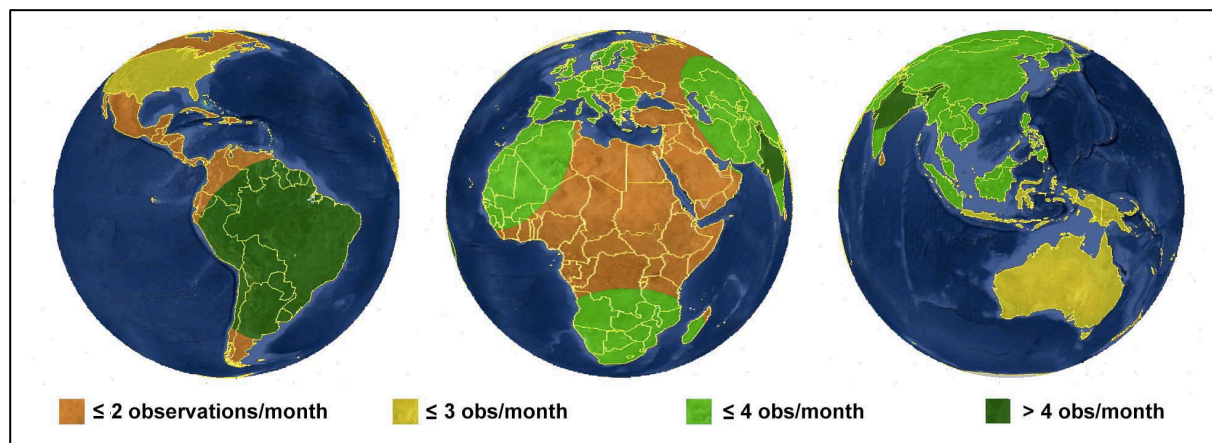 ≤ 2 observations/month ≤ 3 obs/month ≤ 4 obs/month > 4 obs/month